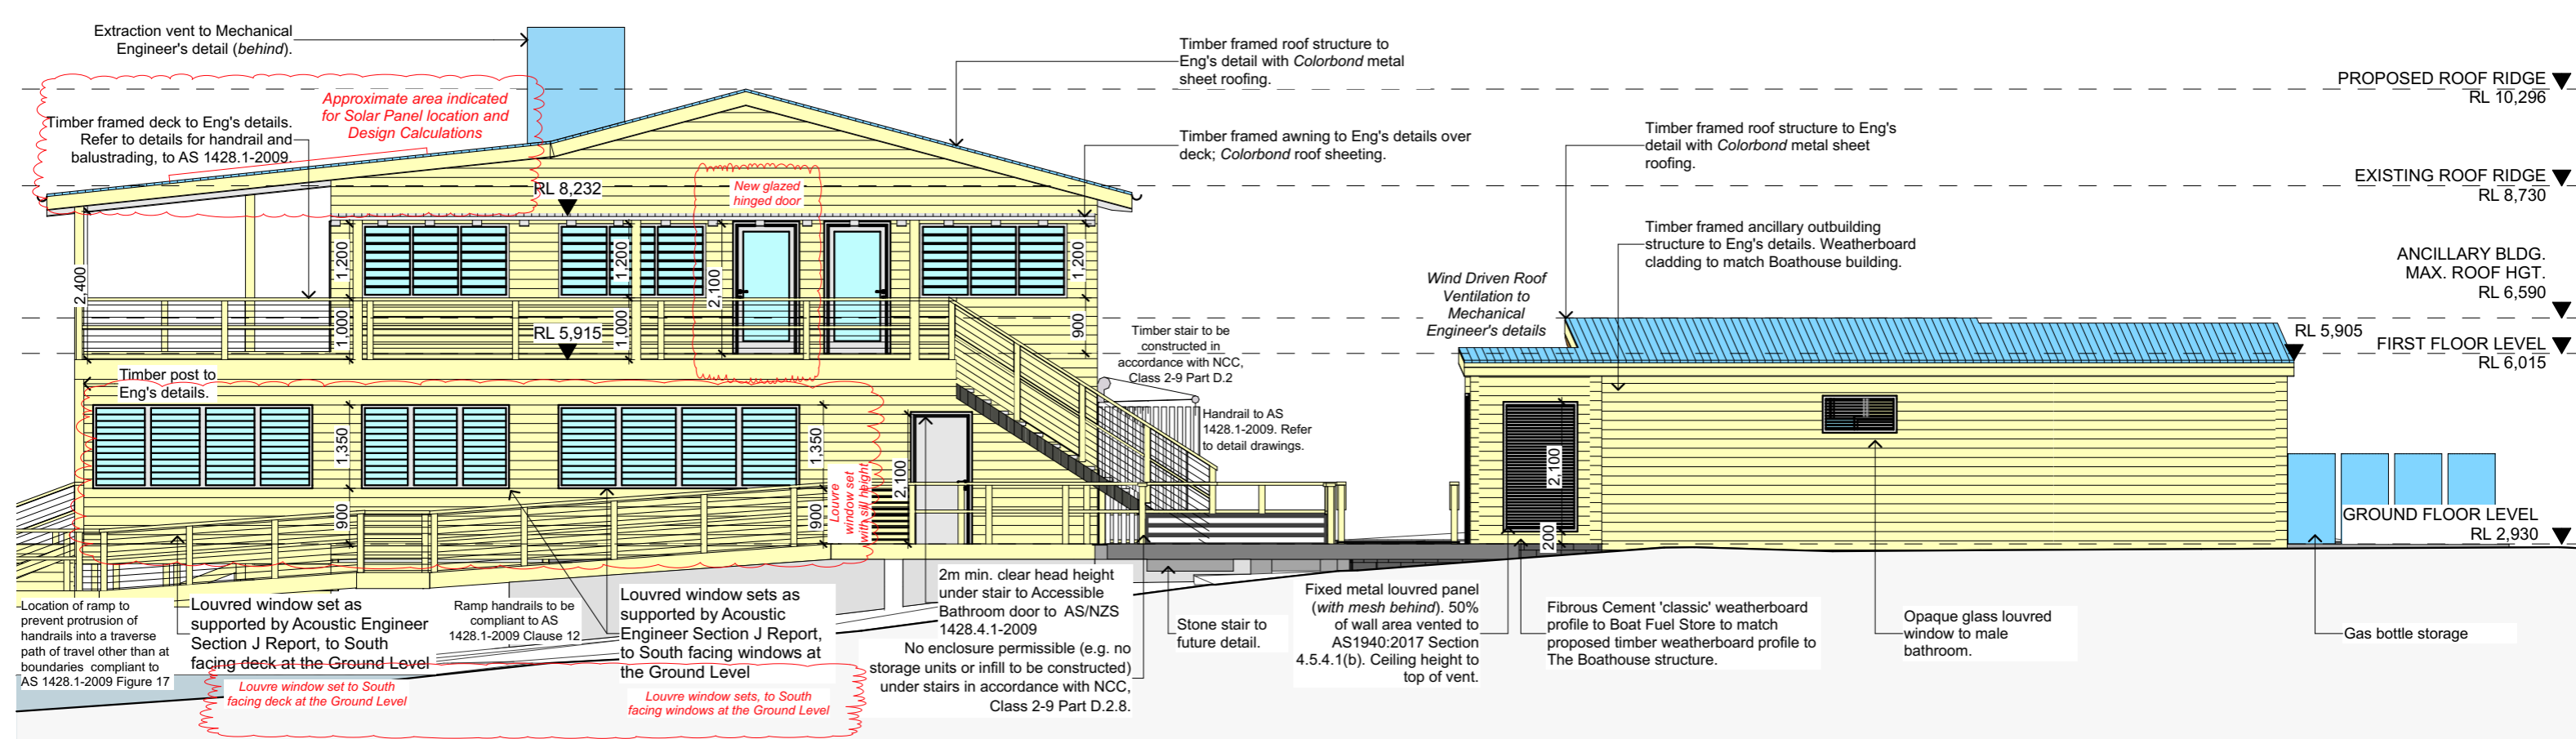 Extraction vent to Mechanical
Engineer's detail (behind).
Approximate area indicated
for Solar Panel location and
Design Calculations
Timber framed deck to Eng's details.
Refer to details for handrail and
balustrading, to AS 1428.1-2009.
Timber framed roof structure to
Eng's detail with Colorbond metal
sheet roofing.
Timber framed awning to Eng's details over
deck; Colorbond roof sheeting.
Timber framed roof structure to Eng's
detail with Colorbond metal sheet
roofing.
Timber framed ancillary outbuilding
structure to Eng's details. Weatherboard
cladding to match Boathouse building.
Wind Driven Roof
Ventilation to
Mechanical
Engineer's details
PROPOSED ROOF RIDGE
RL 10,296
EXISTING ROOF RIDGE
RL 8,730
ANCILLARY BLDG.
MAX. ROOF HGT.
RL 6,590
RL 5,905
FIRST FLOOR LEVEL
RL 6,015
GROUND FLOOR LEVEL
RL 2,930
RL 8,232
New glazed
hinged door
2,400
1,200
1,200
2,100
1,200
1,000
1,000
900
RL 5,915
Timber post to
Eng's details.
Timber stair to be
constructed in
accordance with NCC,
Class 2-9 Part D.2
Handrail to AS
1428.1-2009. Refer
to detail drawings.
1,350
1,350
900
900
2,100
Louvre
window set
with sill height
2,100
200
Location of ramp to
prevent protrusion of
handrails into a traverse
path of travel other than at
boundaries compliant to
AS 1428.1-2009 Figure 17
Louvred window set as
supported by Acoustic Engineer
Section J Report, to South
facing deck at the Ground Level
Louvre window set to South
facing deck at the Ground Level
Ramp handrails to be
compliant to AS
1428.1-2009 Clause 12
Louvred window sets as
supported by Acoustic
Engineer Section J Report,
to South facing windows at
the Ground Level
Louvre window sets, to South
facing windows at the Ground Level
2m min. clear head height
under stair to Accessible
Bathroom door to AS/NZS
1428.4.1-2009
No enclosure permissible (e.g. no
storage units or infill to be constructed)
under stairs in accordance with NCC,
Class 2-9 Part D.2.8.
Stone stair to
future detail.
Fixed metal louvred panel
(with mesh behind). 50%
of wall area vented to
AS1940:2017 Section
4.5.4.1(b). Ceiling height to
top of vent.
Fibrous Cement 'classic' weatherboard
profile to Boat Fuel Store to match
proposed timber weatherboard profile to
The Boathouse structure.
Opaque glass louvred
window to male
bathroom.
Gas bottle storage